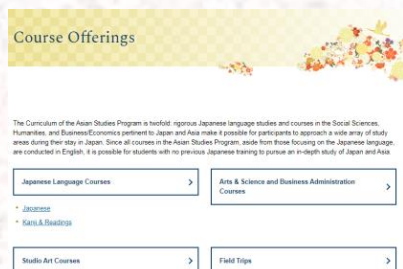 Course Offerings
The Curriculum of the Asian Studies Program is twofold: rigorous Japanese language studies and courses in the Social Sciences,
Humanities, and Business/Economics pertinent to Japan and Asia make it possible for participants to approach a wide array of study
areas during their stay in Japan. Since all courses in the Asian Studies Program, aside from those focusing on the Japanese language,
are conducted in English, it is possible for students with no previous Japanese training to pursue an in-depth study of Japan and Asia.
Japanese Language Courses
Arts & Science and Business Administration
Courses
Japanese
Kanji & Readings
Studio Art Courses
Field Trips